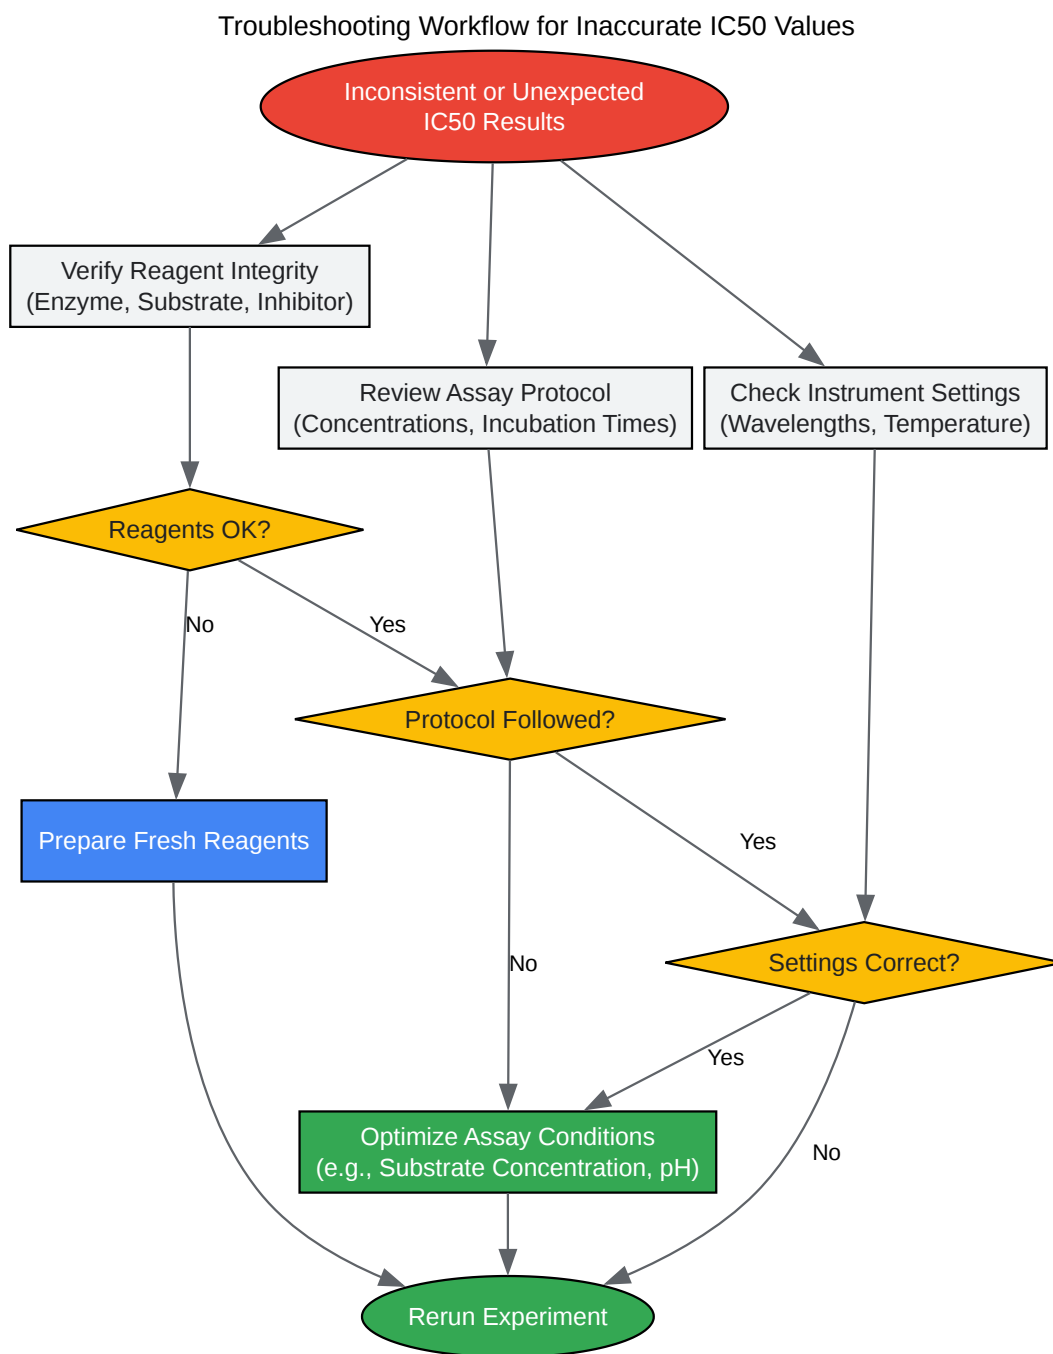 Troubleshooting Workflow for Inaccurate IC50 Values
Inconsistent or Unexpected
IC50 Results
Verify Reagent Integrity
(Enzyme, Substrate, Inhibitor)
Review Assay Protocol
(Concentrations, Incubation Times)
Check Instrument Settings
(Wavelengths, Temperature)
Reagents OK?
No
Yes
Protocol Followed?
Prepare Fresh Reagents
Yes
No
Settings Correct?
Yes
Optimize Assay Conditions
(e.g., Substrate Concentration, pH)
No
Rerun Experiment